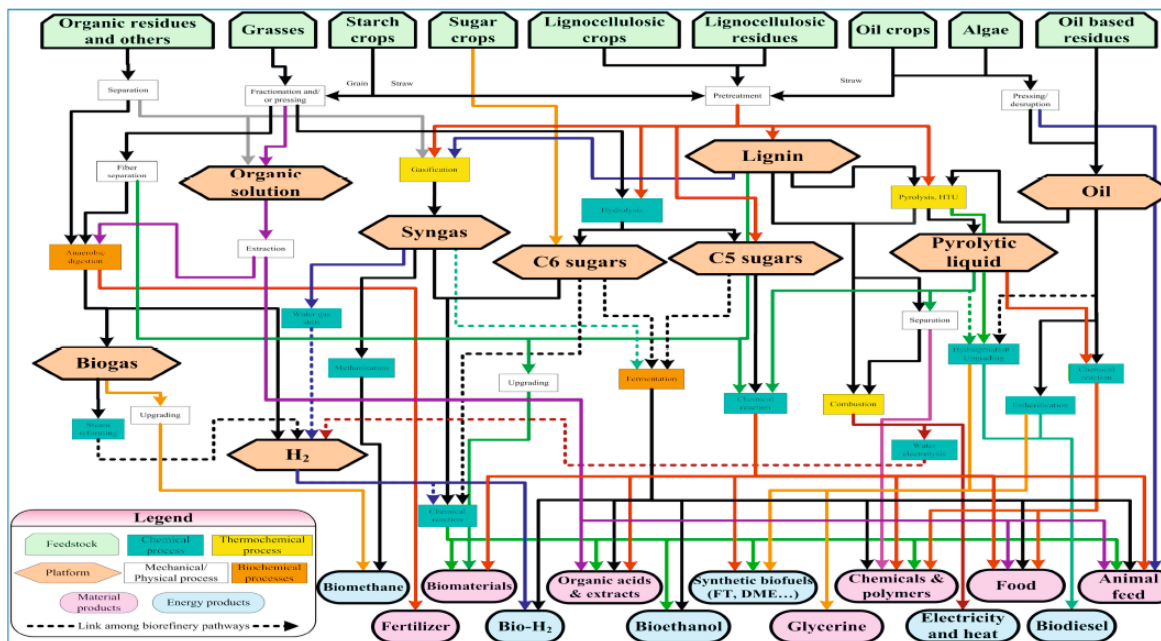 Organic residues
and others
Grasses
Starch
crops
Sugar
crops
Lignocellulosic
crops
Lignocellulosic
residues
Oil crops
Algae
Oil based
residues
Separation
Fractionation and/
or pressing
Grain
Straw
Pretreatment
Straw
Pressing/
desruption
Fiber
separation
Organic
solution
Gasification
Lignin
Pyrolysis, HTU
Oil
Hydrolysis
Anaerobic
digestion
Extraction
Syngas
C6 sugars
C5 sugars
Pyrolytic
liquid
Water gas
shift
Separation
Biogas
Methanisation
Upgrading
Fermentation
Chemical reaction
Hydrogenation /
Upgrading
Chemical reaction
Steam
reforming
Upgrading
Combustion
Esterification
H₂
Water
electrolysis
Chemical
reaction
Legend
Feedstock
Chemical
process
Thermochemical
process
Platform
Mechanical/
Physical process
Biochemical
processes
Material
products
Energy products
Link among biorefinery pathways
Biomethane
Biomaterials
Organic acids
& extracts
Synthetic biofuels
(FT, DME...)
Chemicals &
polymers
Food
Animal
feed
Fertilizer
Bio-H₂
Bioethanol
Glycerine
Electricity
and heat
Biodiesel